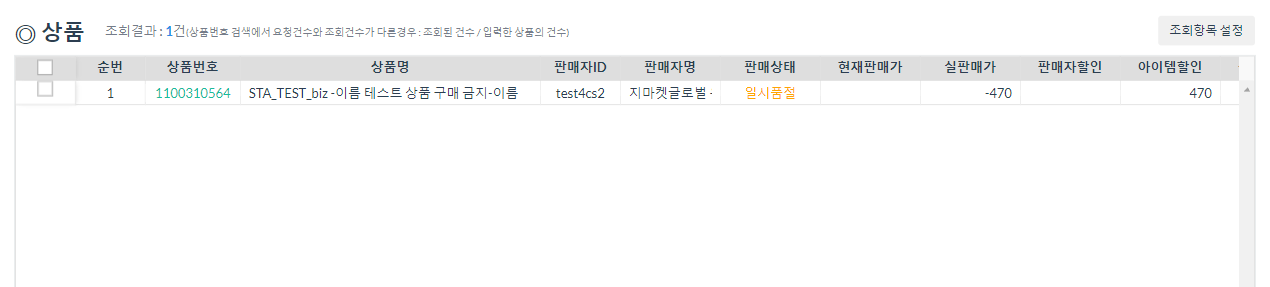 ◎ 상품 조회결과 : 1건(상품번호 검색에서 요청건수와 조회건수가 다른경우 : 조회된 건수 / 입력한 상품의 건수) 조회항목 설정
순번 상품번호 상품명 판매자ID 판매자명 판매상태 현재판매가 실판매가 판매자할인 아이템할인
1 1100310564 STA_TEST_biz -이름 테스트 상품 구매 금지-이름 test4cs2 지마켓글로벌 - 일시품절 -470 470